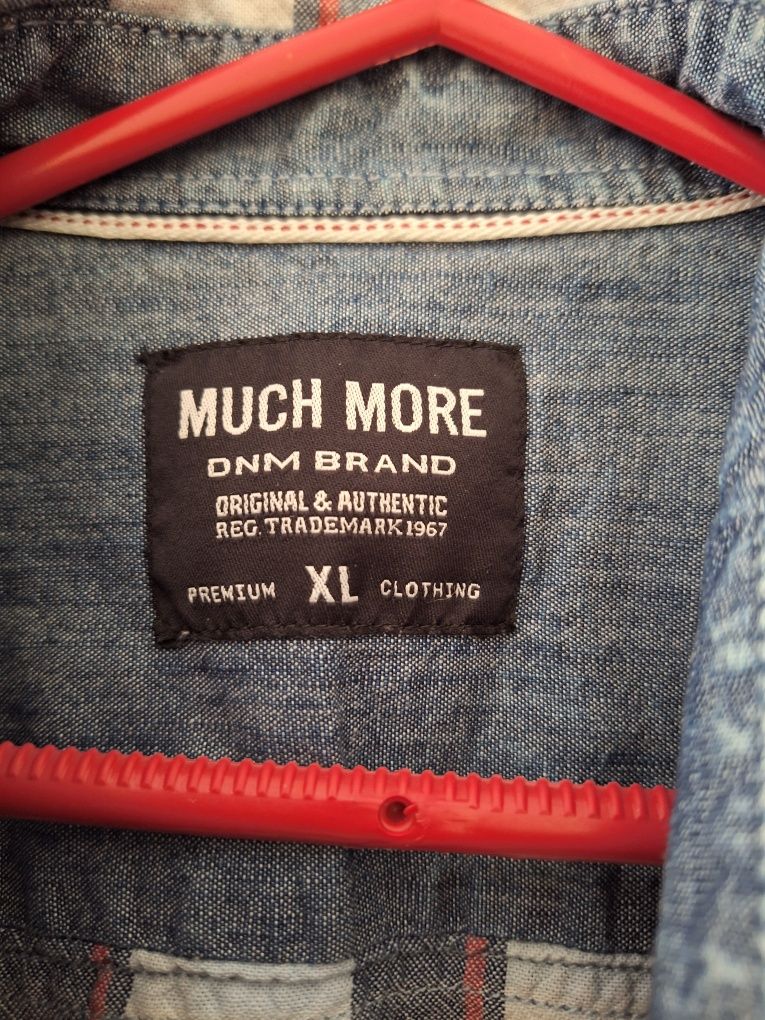 MUCH MORE
DNM BRAND
ORIGINAL & AUTHENTIC
REG. TRADEMARK 1967
PREMIUM XL CLOTHING